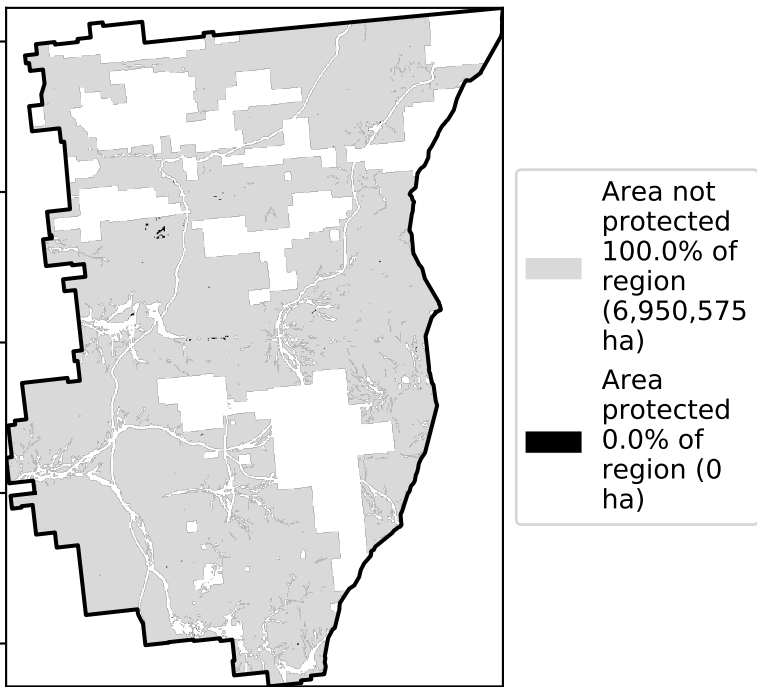 Area not
protected
100.0% of
region
(6,950,575
ha)
Area
protected
0.0% of
region (0
ha)